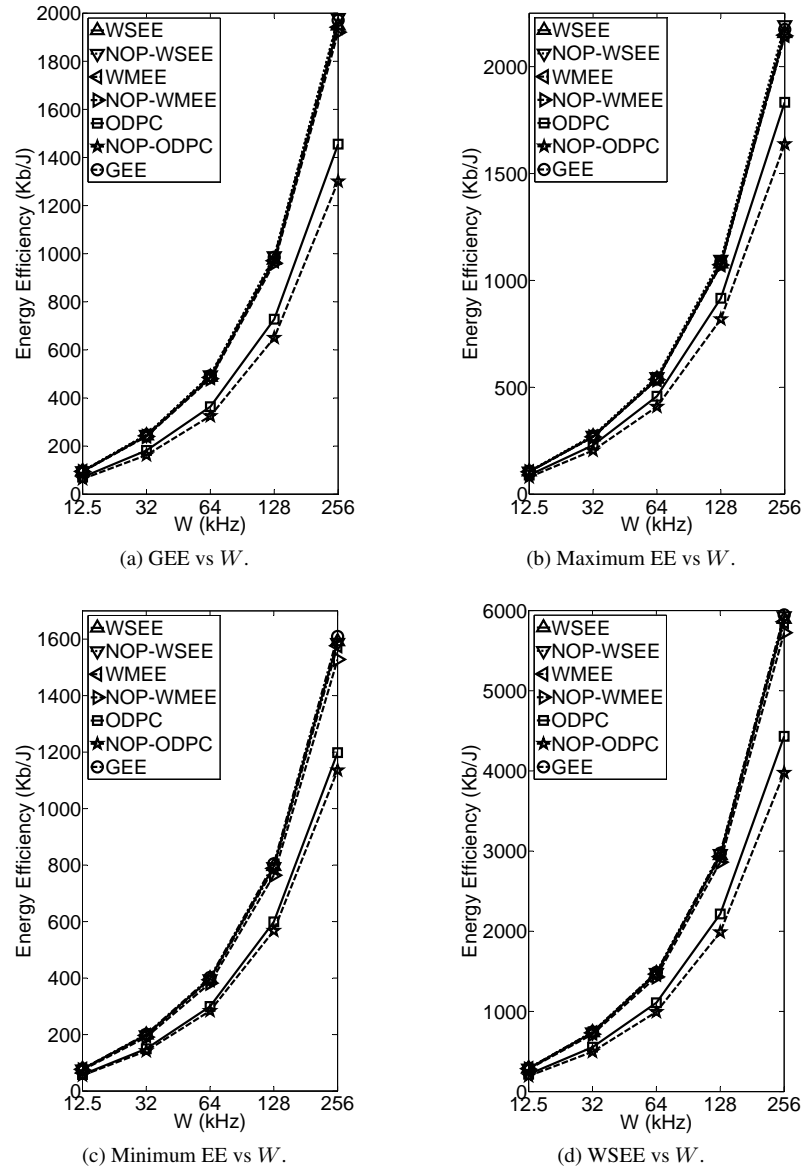 2000
1800
1600
1400
1200
1000
800
600
400
200
0
Energy Efficiency (Kb/J)
WSEE
NOP-WSEE
WMEE
NOP-WMEE
ODPC
NOP-ODPC
GEE
12.5 32 64 128 256
W (kHz)
(a) GEE vs W.
2000
1500
1000
500
0
Energy Efficiency (Kb/J)
WSEE
NOP-WSEE
WMEE
NOP-WMEE
ODPC
NOP-ODPC
GEE
12.5 32 64 128 256
W (kHz)
(b) Maximum EE vs W.
1600
1400
1200
1000
800
600
400
200
0
Energy Efficiency (Kb/J)
WSEE
NOP-WSEE
WMEE
NOP-WMEE
ODPC
NOP-ODPC
GEE
12.5 32 64 128 256
W (kHz)
(c) Minimum EE vs W.
6000
5000
4000
3000
2000
1000
0
Energy Efficiency (Kb/J)
WSEE
NOP-WSEE
WMEE
NOP-WMEE
ODPC
NOP-ODPC
GEE
12.5 32 64 128 256
W (kHz)
(d) WSEE vs W.